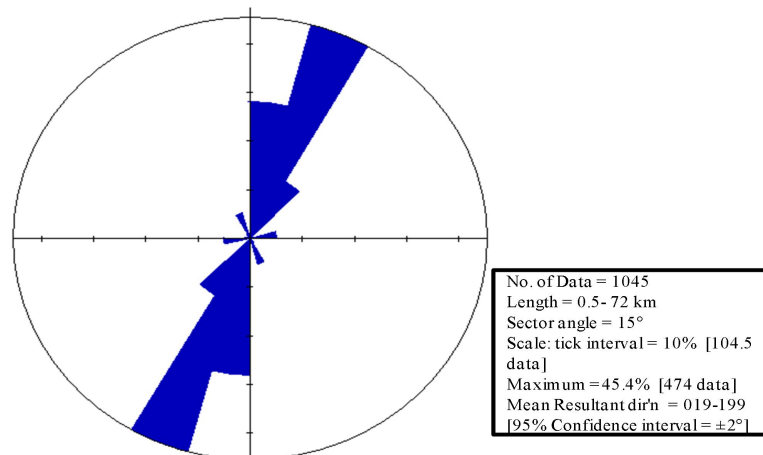 No. of Data = 1045
Length = 0.5- 72 km
Sector angle = 15°
Scale: tick interval = 10% [104.5
data]
Maximum =45.4% [474 data]
Mean Resultant dir'n = 019-199
[95% Confidence interval = ±2°]